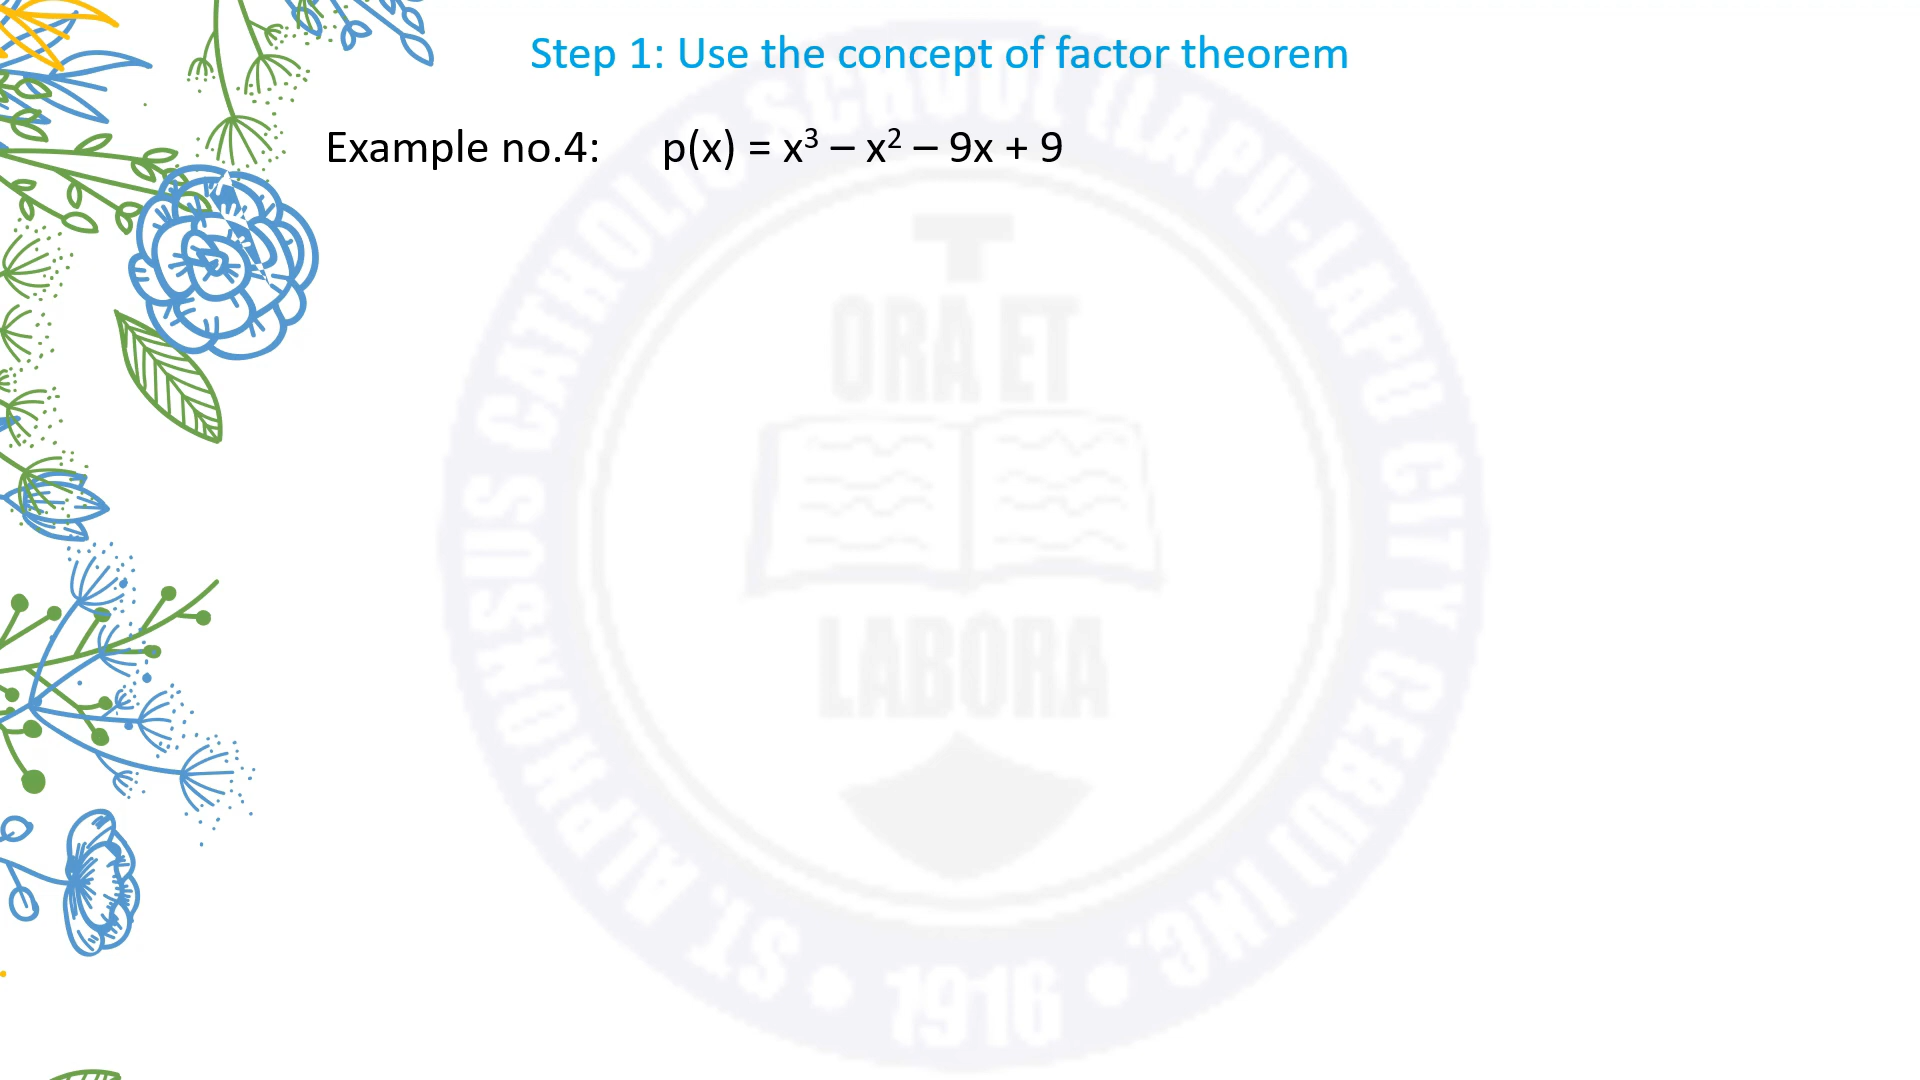 Step 1: Use the concept of factor theorem
Example no.4: p(x) = x³ – x² – 9x + 9
ST. ALPHONSUS CATHOLIC SCHOOL (LAPU-LAPU CITY, CEBU) INC.
ORA ET
LABORA
1916